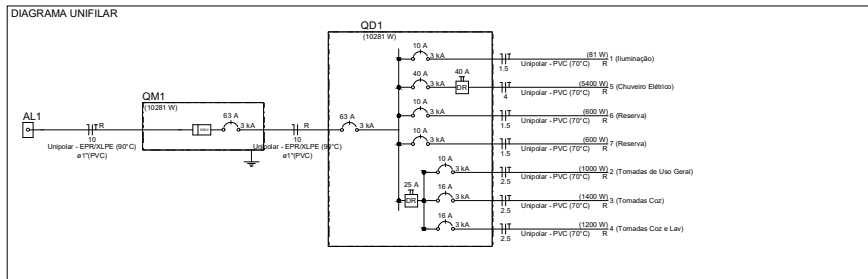 DIAGRAMA UNIFILAR
AL1
R
10
Unipolar - EPR/XLPE (90°C)
ø1"(PVC)
QM1
(10281 W)
63 A
3 kA
R
10
Unipolar - EPR/XLPE (90°C)
ø1"(PVC)
QD1
(10281 W)
63 A
3 kA
10 A
3 kA
1.5
Unipolar - PVC (70°C)
(81 W)
R
1 (Iluminação)
40 A
3 kA
40 A
DR
4
Unipolar - PVC (70°C)
(5400 W)
R
5 (Chuveiro Elétrico)
10 A
3 kA
1.5
Unipolar - PVC (70°C)
(600 W)
R
6 (Reserva)
10 A
3 kA
1.5
Unipolar - PVC (70°C)
(600 W)
R
7 (Reserva)
25 A
DR
10 A
3 kA
2.5
Unipolar - PVC (70°C)
(1000 W)
R
2 (Tomadas de Uso Geral)
16 A
3 kA
2.5
Unipolar - PVC (70°C)
(1400 W)
R
3 (Tomadas Coz)
16 A
3 kA
2.5
Unipolar - PVC (70°C)
(1200 W)
R
4 (Tomadas Coz e Lav)